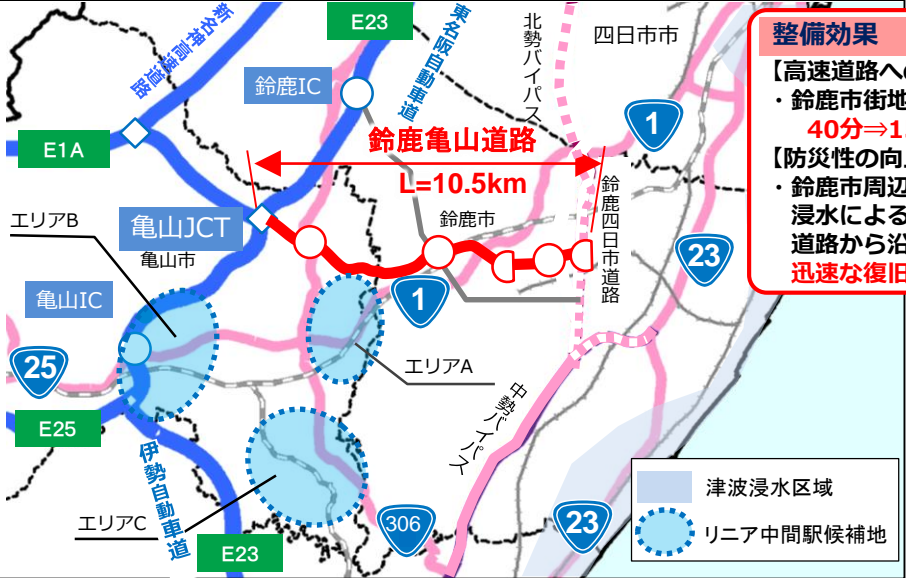 新名神高速道路
E23
東名阪自動車道
北勢バイパス
四日市市
鈴鹿IC
1
E1A
鈴鹿亀山道路
L=10.5km
鈴鹿四日市道路
エリアB
亀山JCT
亀山市
鈴鹿市
23
亀山IC
1
25
エリアA
E25
中勢バイパス
伊勢自動車道
エリアC
E23
306
23
整備効果
【高速道路への
・鈴鹿市街地
40分⇒1
【防災性の向
・鈴鹿市周辺
浸水による
道路から沿
迅速な復旧
津波浸水区域
リニア中間駅候補地